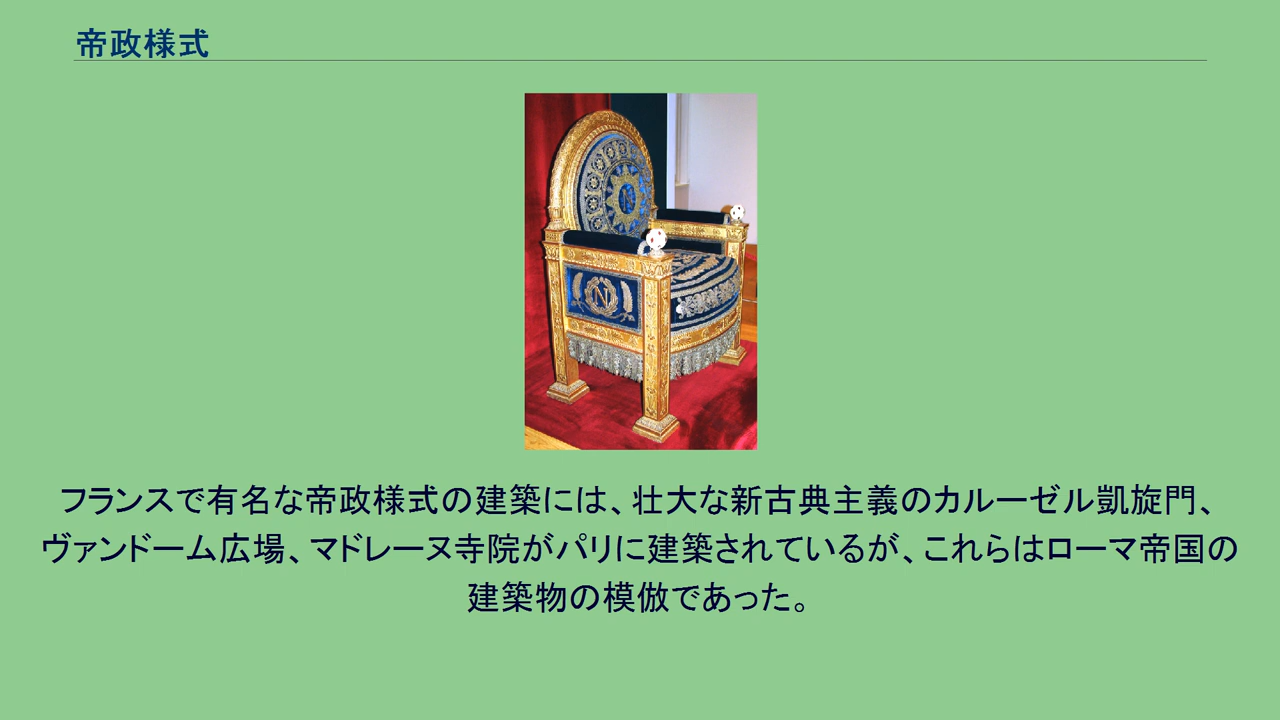 帝政様式
N
N
フランスで有名な帝政様式の建築には、壮大な新古典主義のカルーゼル凱旋門、
ヴァンドーム広場、マドレーヌ寺院がパリに建築されているが、これらはローマ帝国の
建築物の模倣であった。